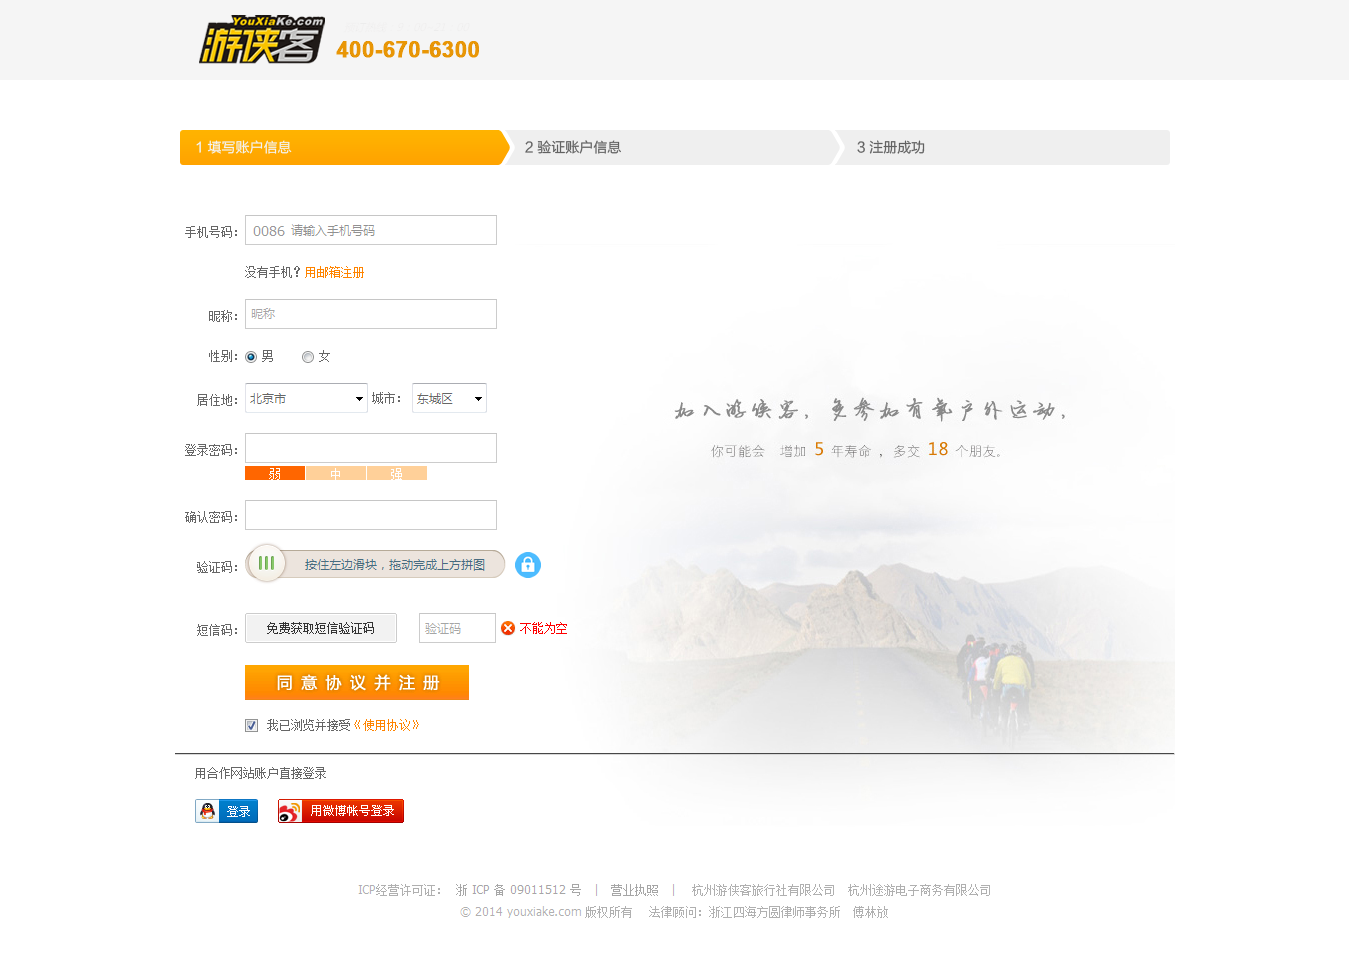 YouXiaKe.com
游侠客
400-670-6300
1 填写账户信息
2 验证账户信息
3 注册成功
手机号码： 0086 请输入手机号码
没有手机？用邮箱注册
昵称： 昵称
性别： 男 女
居住地： 北京市 城市： 东城区
加入游侠客，多参加有氧户外运动，
登录密码：
你可能会 增加 5 年寿命 ，多交 18 个朋友。
弱 中 强
确认密码：
验证码： 按住左边滑块，拖动完成上方拼图
短信码： 免费获取短信验证码 验证码 不能为空
同意协议并注册
我已浏览并接受《使用协议》
用合作网站账户直接登录
登录 用微博帐号登录
ICP经营许可证： 浙 ICP 备 09011512 号 | 营业执照 | 杭州游侠客旅行社有限公司 杭州途游电子商务有限公司
© 2014 youxiake.com 版权所有 法律顾问：浙江四海方圆律师事务所 傅林放